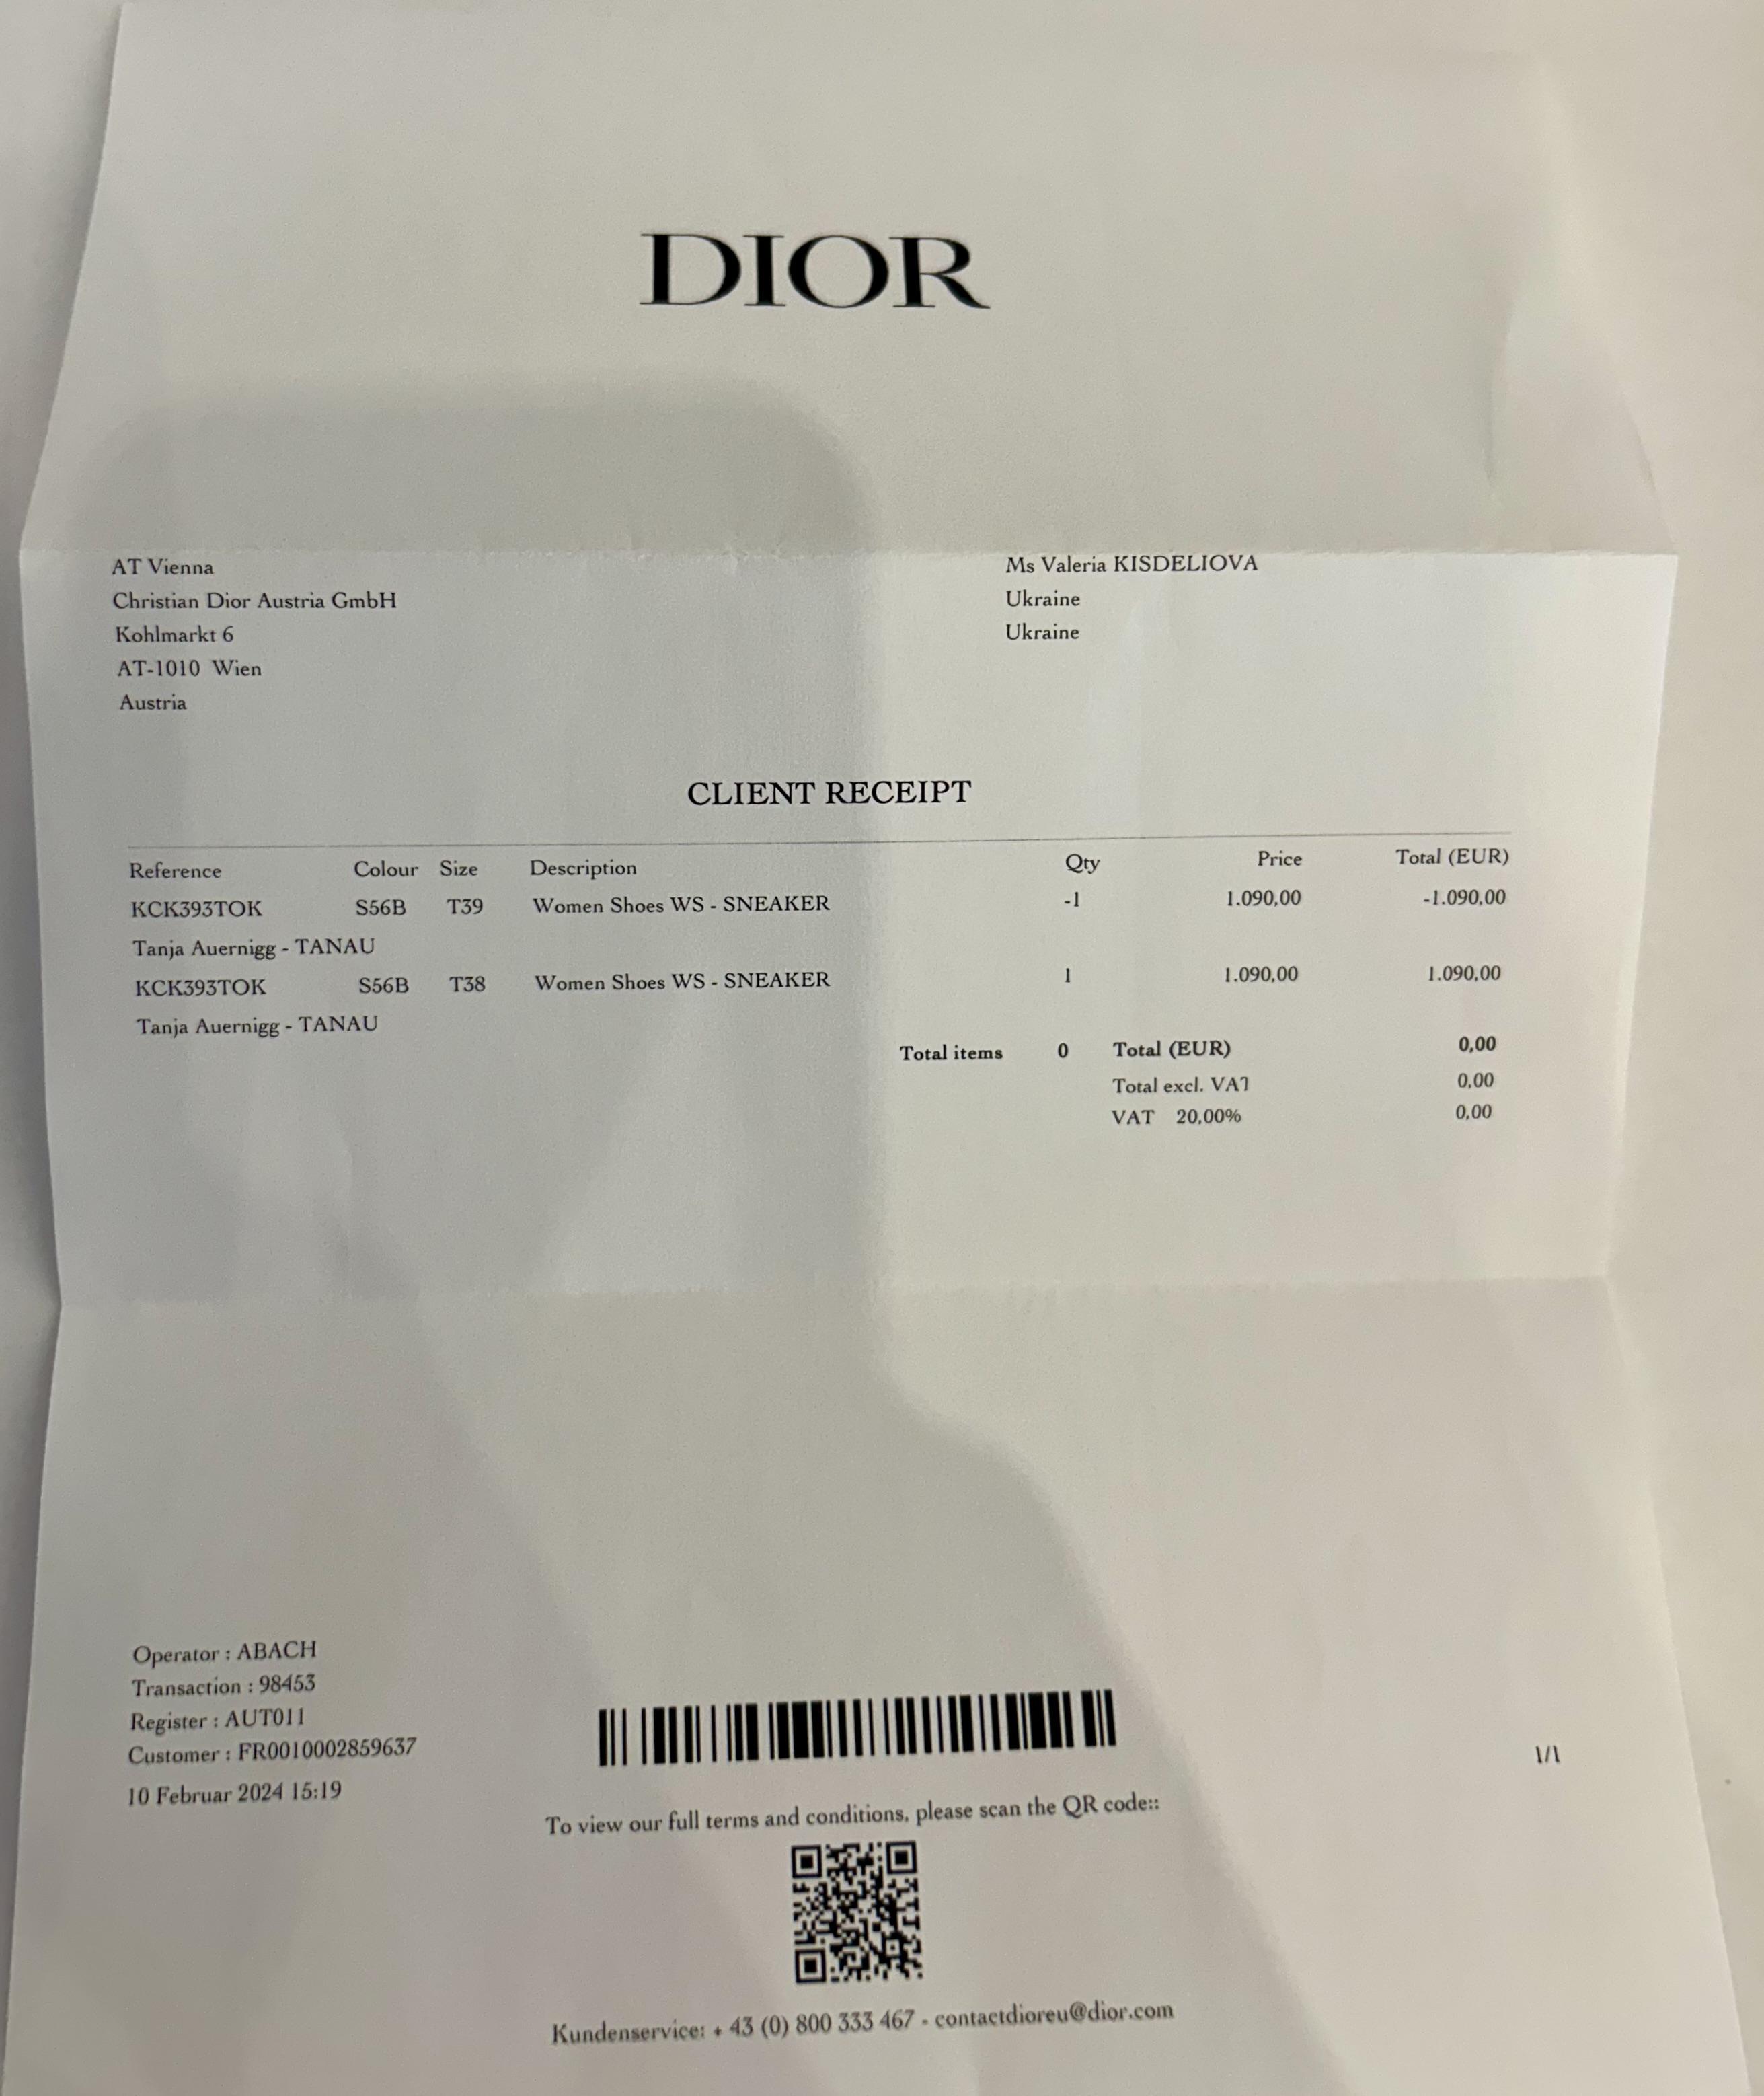 DIOR
AT Vienna
Christian Dior Austria GmbH
Kohlmarkt 6
AT-1010 Wien
Austria
Ms Valeria KISDELIOVA
Ukraine
Ukraine
CLIENT RECEIPT
Reference Colour Size Description Qty Price Total (EUR)
KCK393TOK S56B T39 Women Shoes WS - SNEAKER -1 1.090,00 -1.090,00
Tanja Auernigg - TANAU
KCK393TOK S56B T38 Women Shoes WS - SNEAKER 1 1.090,00 1.090,00
Tanja Auernigg - TANAU
Total items 0 Total (EUR) 0,00
Total excl. VAT 0,00
VAT 20,00% 0,00
Operator : ABACH
Transaction : 98453
Register : AUT011
Customer : FR0010002859637
10 Februar 2024 15:19
1/1
To view our full terms and conditions, please scan the QR code::
Kundenservice: + 43 (0) 800 333 467 - contactdioreu@dior.com